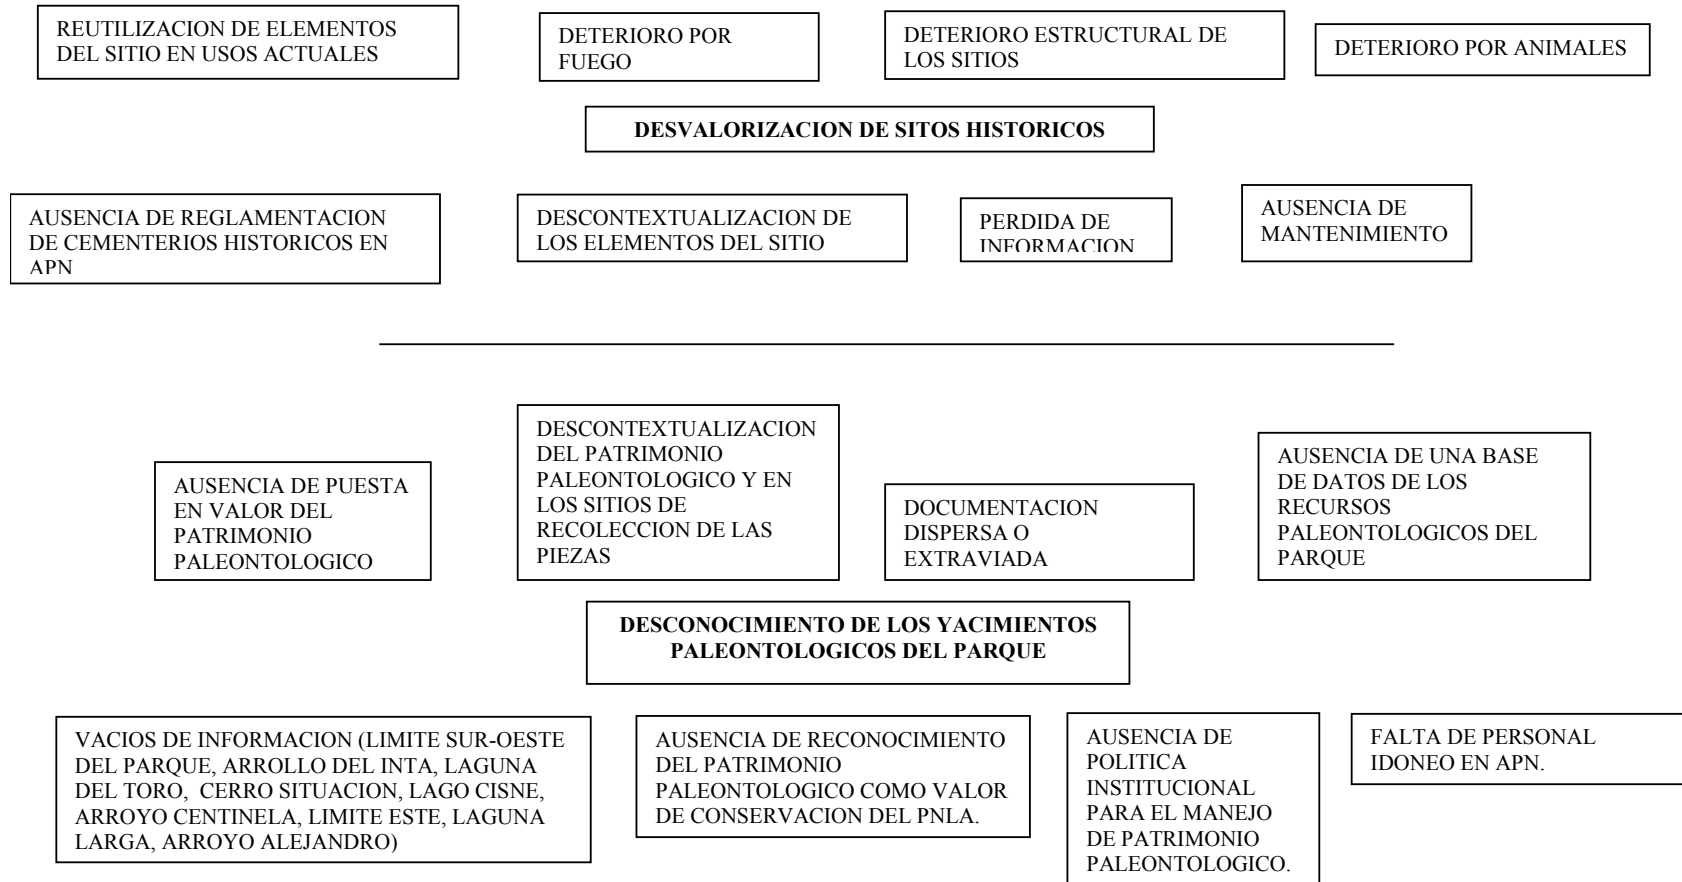 REUTILIZACION DE ELEMENTOS
DEL SITIO EN USOS ACTUALES
DETERIORO POR
FUEGO
DETERIORO ESTRUCTURAL DE
LOS SITIOS
DETERIORO POR ANIMALES
DESVALORIZACION DE SITOS HISTORICOS
AUSENCIA DE REGLAMENTACION
DE CEMENTERIOS HISTORICOS EN
APN
DESCONTEXTUALIZACION DE
LOS ELEMENTOS DEL SITIO
PERDIDA DE
INFORMACION
AUSENCIA DE
MANTENIMIENTO
AUSENCIA DE PUESTA
EN VALOR DEL
PATRIMONIO
PALEONTOLOGICO
DESCONTEXTUALIZACION
DEL PATRIMONIO
PALEONTOLOGICO Y EN
LOS SITIOS DE
RECOLECCION DE LAS
PIEZAS
DOCUMENTACION
DISPERSA O
EXTRAVIADA
AUSENCIA DE UNA BASE
DE DATOS DE LOS
RECURSOS
PALEONTOLOGICOS DEL
PARQUE
DESCONOCIMIENTO DE LOS YACIMIENTOS
PALEONTOLOGICOS DEL PARQUE
VACIOS DE INFORMACION (LIMITE SUR-OESTE
DEL PARQUE, ARROLLO DEL INTA, LAGUNA
DEL TORO, CERRO SITUACION, LAGO CISNE,
ARROYO CENTINELA, LIMITE ESTE, LAGUNA
LARGA, ARROYO ALEJANDRO)
AUSENCIA DE RECONOCIMIENTO
DEL PATRIMONIO
PALEONTOLOGICO COMO VALOR
DE CONSERVACION DEL PNLA.
AUSENCIA DE
POLITICA
INSTITUCIONAL
PARA EL MANEJO
DE PATRIMONIO
PALEONTOLOGICO.
FALTA DE PERSONAL
IDONEO EN APN.